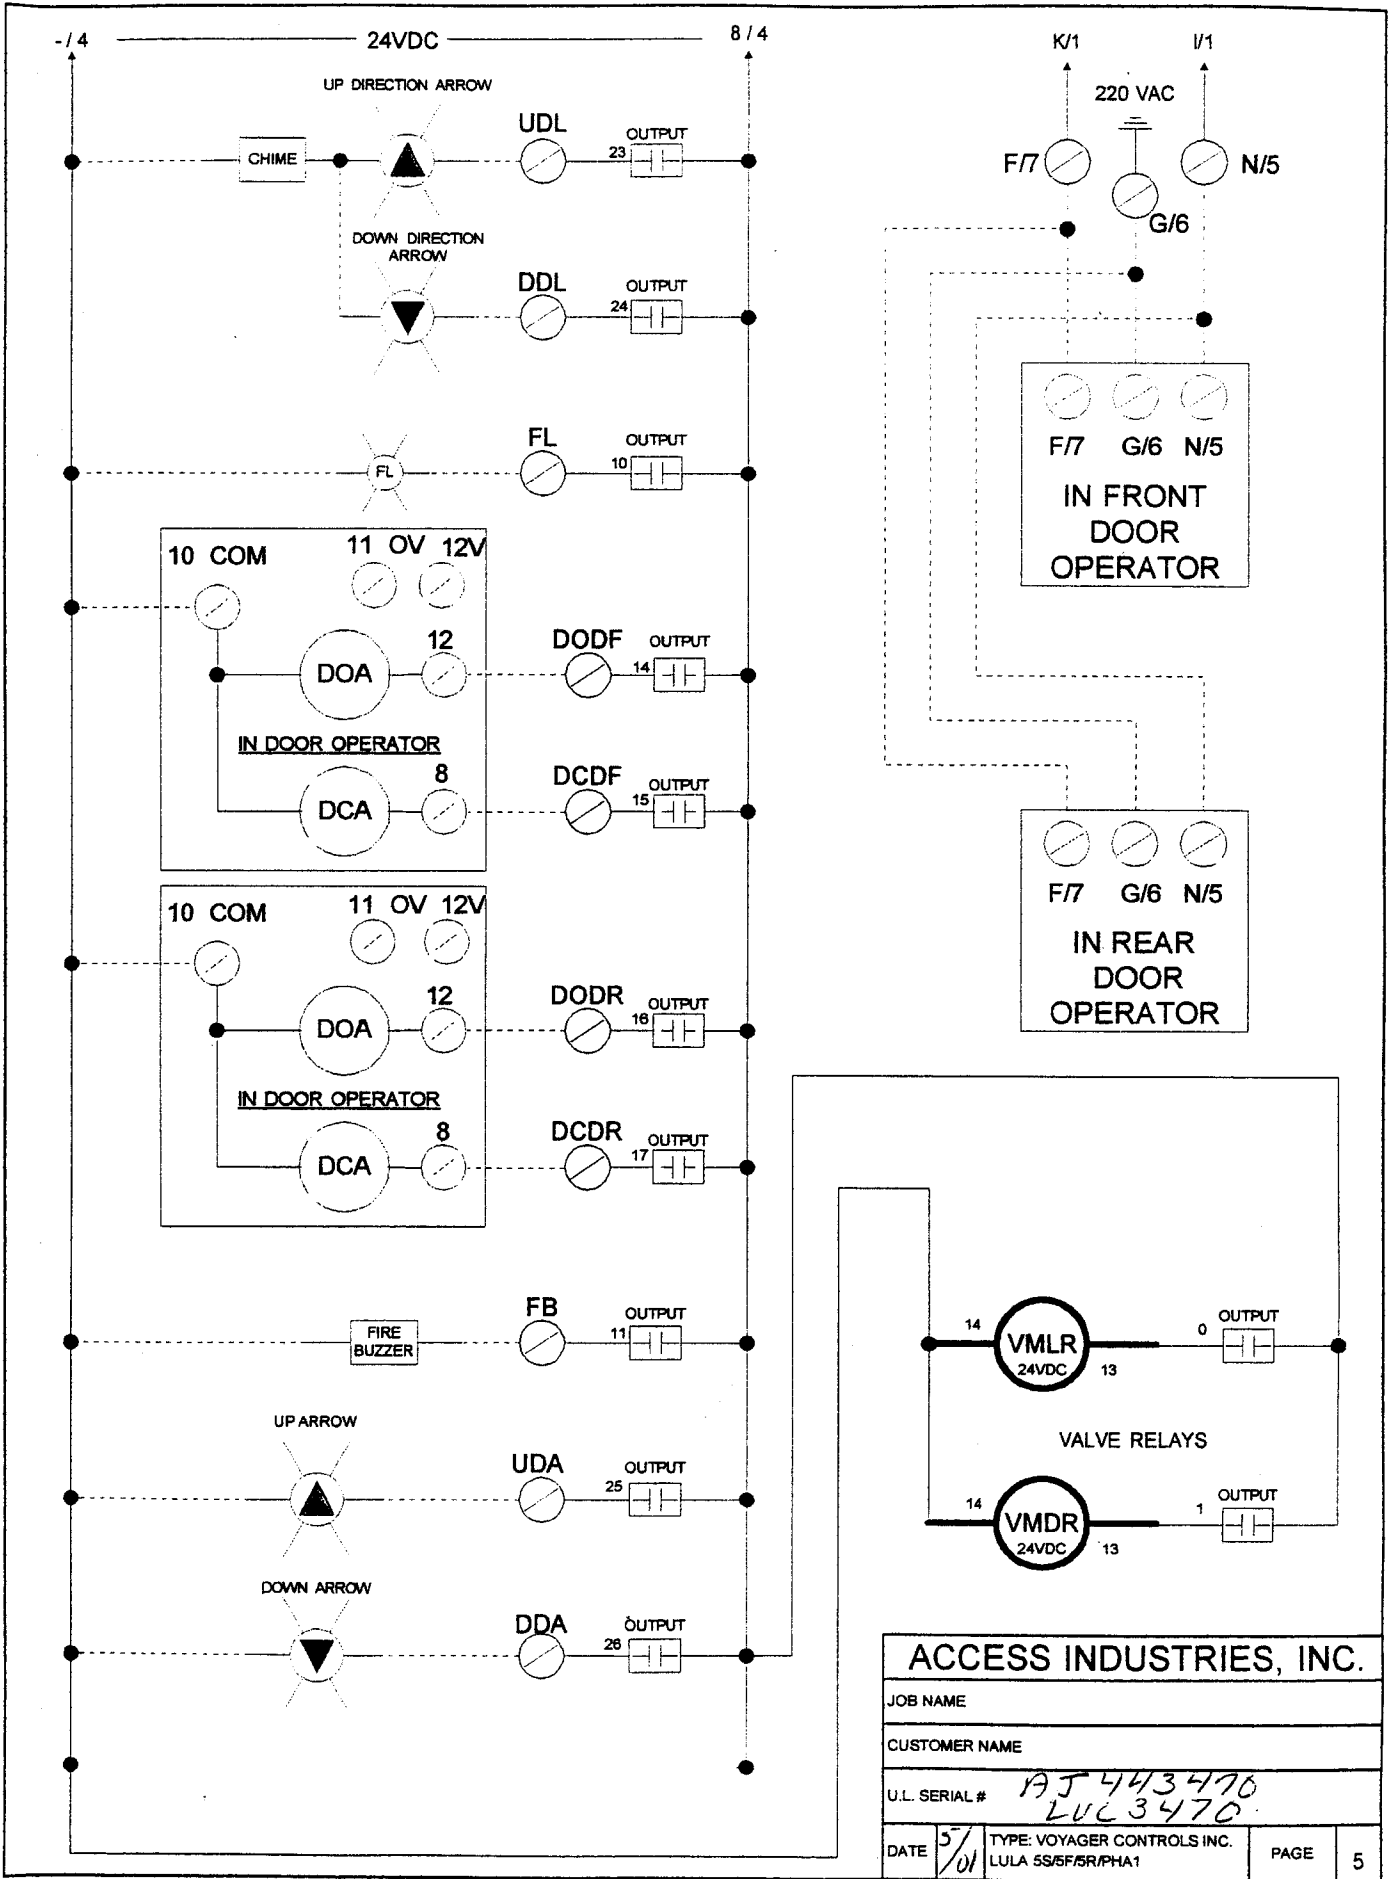 -/4 24VDC 8/4
UP DIRECTION ARROW
CHIME
UDL
OUTPUT
23
DOWN DIRECTION
ARROW
DDL
OUTPUT
24
FL
FL
OUTPUT
10
10 COM
11 OV 12V
DOA
12
DODF
OUTPUT
14
IN DOOR OPERATOR
DCA
8
DCDF
OUTPUT
15
10 COM
11 OV 12V
DOA
12
DODR
OUTPUT
16
IN DOOR OPERATOR
DCA
8
DCDR
OUTPUT
17
FIRE
BUZZER
FB
OUTPUT
11
UP ARROW
UDA
OUTPUT
25
DOWN ARROW
DDA
OUTPUT
26
K/1 I/1
220 VAC
F/7 N/5
G/6
F/7 G/6 N/5
IN FRONT
DOOR
OPERATOR
F/7 G/6 N/5
IN REAR
DOOR
OPERATOR
14
VMLR
24VDC
13
0
OUTPUT
VALVE RELAYS
14
VMDR
24VDC
13
1
OUTPUT
ACCESS INDUSTRIES, INC.
JOB NAME
CUSTOMER NAME
U.L. SERIAL # AJ 443470
LUL 3470
DATE 5/01
TYPE: VOYAGER CONTROLS INC.
LULA 5S/5F/5R/PHA1
PAGE 5